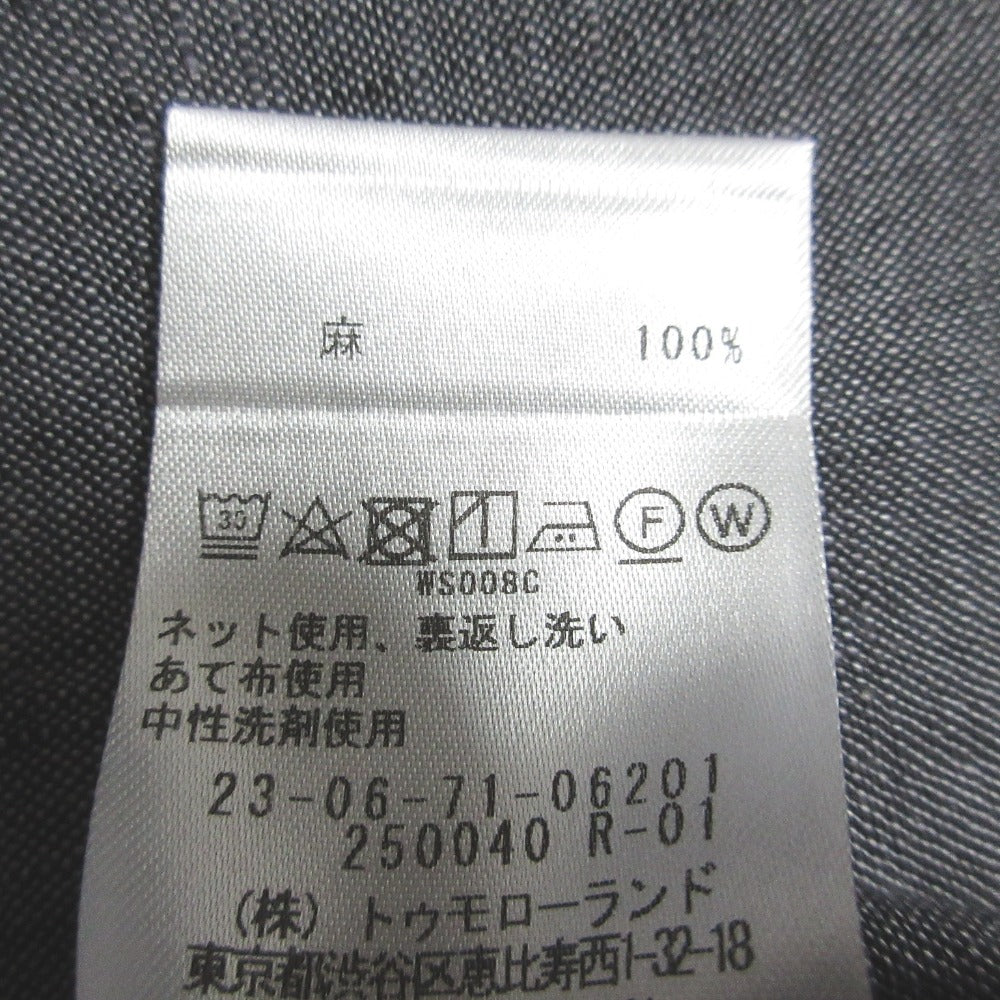 麻 100%
30 F W
WS008C
ネット使用、裏返し洗い
あて布使用
中性洗剤使用
23-06-71-06201
250040 R-01
(株)トゥモローランド
東京都渋谷区恵比寿西1-32-18